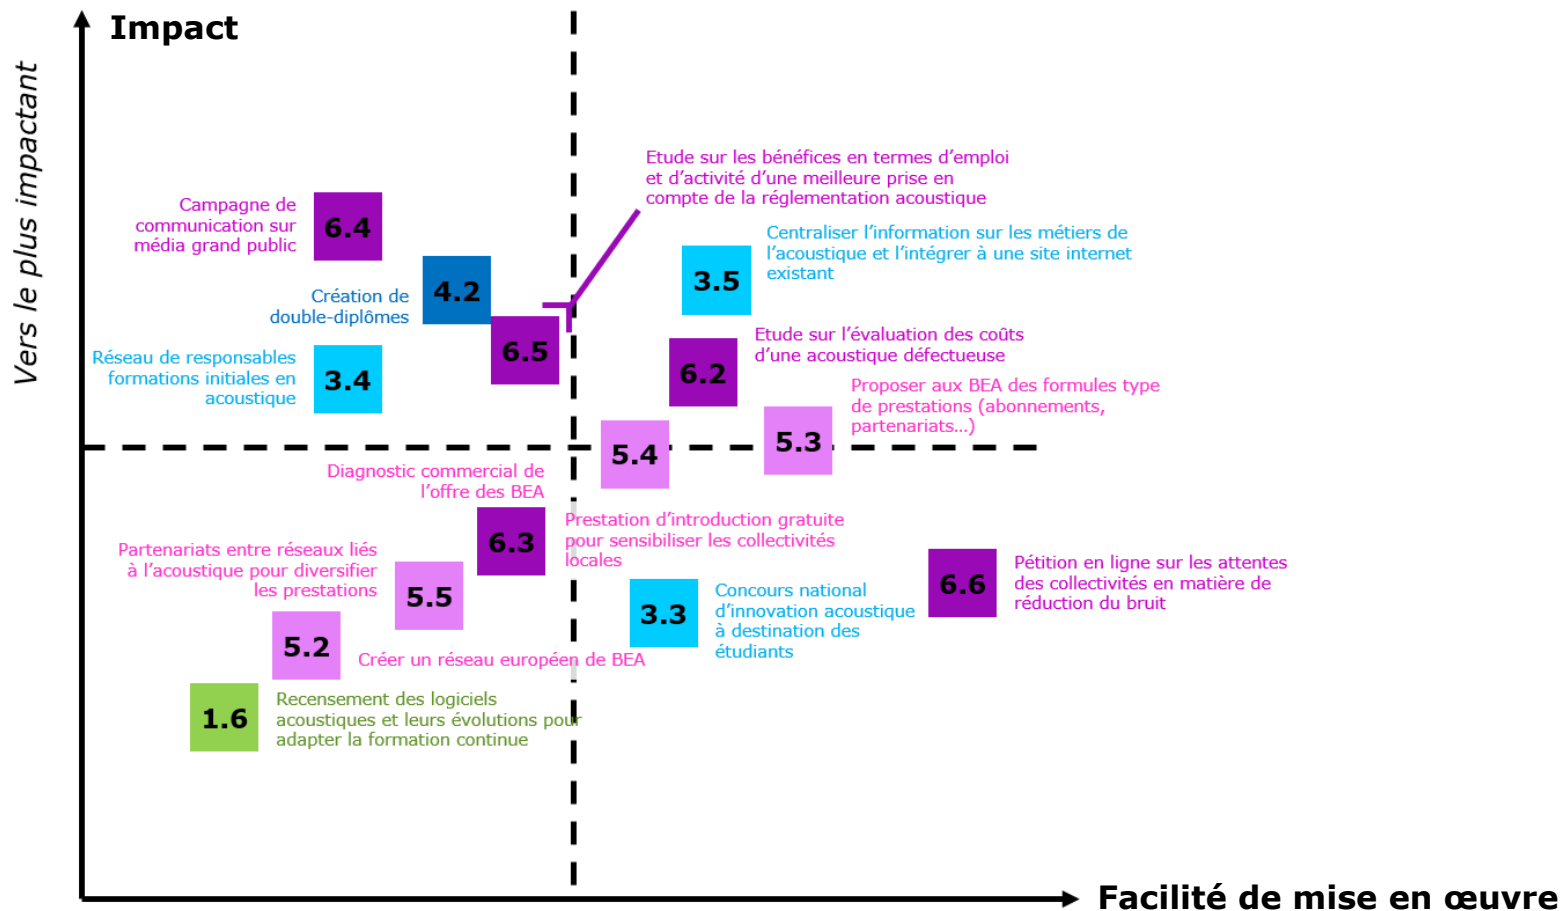 Impact
Vers le plus impactant
Etude sur les bénéfices en termes d’emploi
et d’activité d’une meilleure prise en
compte de la réglementation acoustique
Campagne de
communication sur
média grand public
6.4
Centraliser l’information sur les métiers de
l’acoustique et l’intégrer à une site internet
existant
3.5
Création de
double-diplômes
4.2
6.5
Etude sur l’évaluation des coûts
d’une acoustique défectueuse
6.2
Réseau de responsables
formations initiales en
acoustique
3.4
Proposer aux BEA des formules type
de prestations (abonnements,
partenariats…)
5.3
5.4
Diagnostic commercial de
l’offre des BEA
6.3
Prestation d’introduction gratuite
pour sensibiliser les collectivités
locales
Partenariats entre réseaux liés
à l’acoustique pour diversifier
les prestations
5.5
6.6
Pétition en ligne sur les attentes
des collectivités en matière de
réduction du bruit
3.3
Concours national
d’innovation acoustique
à destination des
étudiants
5.2
Créer un réseau européen de BEA
1.6
Recensement des logiciels
acoustiques et leurs évolutions pour
adapter la formation continue
Facilité de mise en œuvre